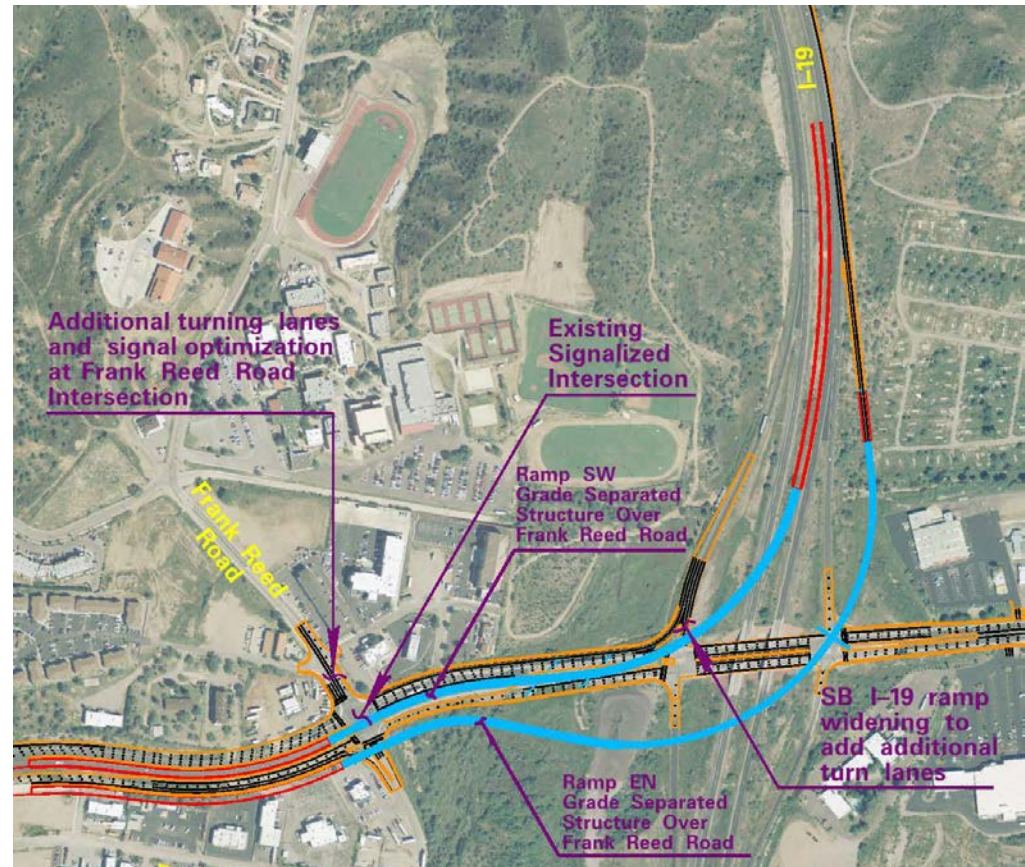 I-19
Additional turning lanes
and signal optimization
at Frank Reed Road
Intersection
Existing
Signalized
Intersection
Ramp SW
Grade Separated
Structure Over
Frank Reed Road
Frank Reed
Road
SB I-19 ramp
widening to
add additional
turn lanes
Ramp EN
Grade Separated
Structure Over
Frank Reed Road